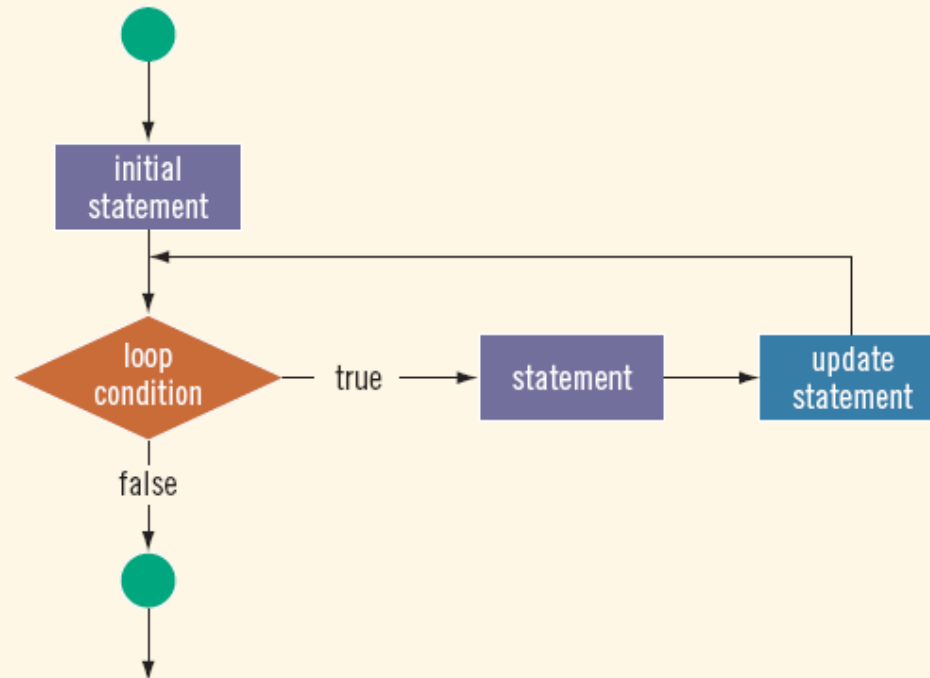 initial
statement
loop
condition
true
statement
update
statement
false